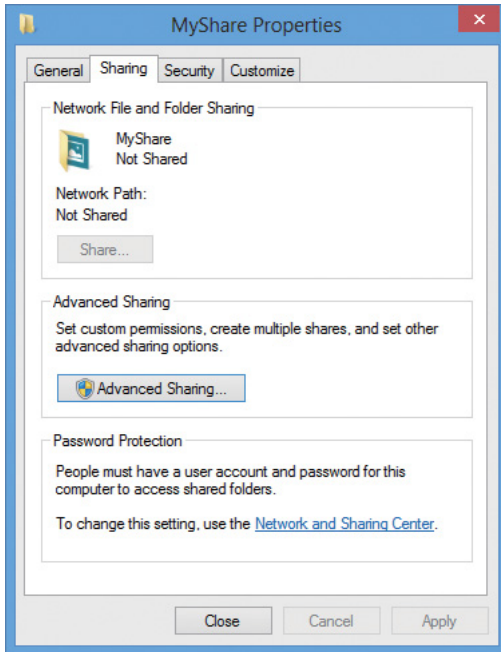 MyShare Properties
General Sharing Security Customize
Network File and Folder Sharing
MyShare
Not Shared
Network Path:
Not Shared
Share...
Advanced Sharing
Set custom permissions, create multiple shares, and set other
advanced sharing options.
Advanced Sharing...
Password Protection
People must have a user account and password for this
computer to access shared folders.
To change this setting, use the Network and Sharing Center.
Close Cancel Apply